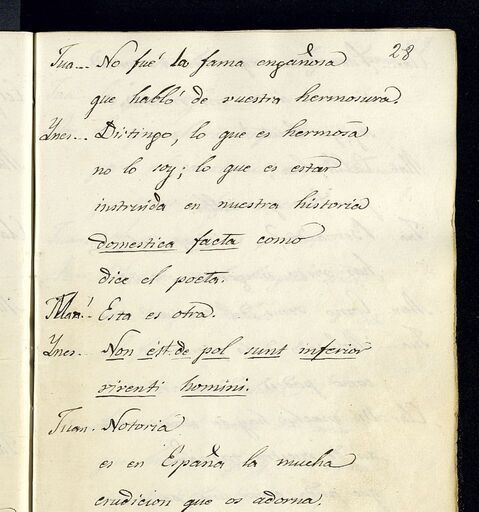 28
Jua... No fué la fama engañosa
que habló de vuestra hermosura.
Ynes... Distingo, lo que es hermosa
no lo soy; lo que es estar
instruida en nuestra historia
domestica facta como
dice el poeta.
Man.l Esta es otra.
Ynes. Non est de pol sunt inferior
virenti homini.
Juan. Notoria
es en España la mucha
erudicion que os adorna.